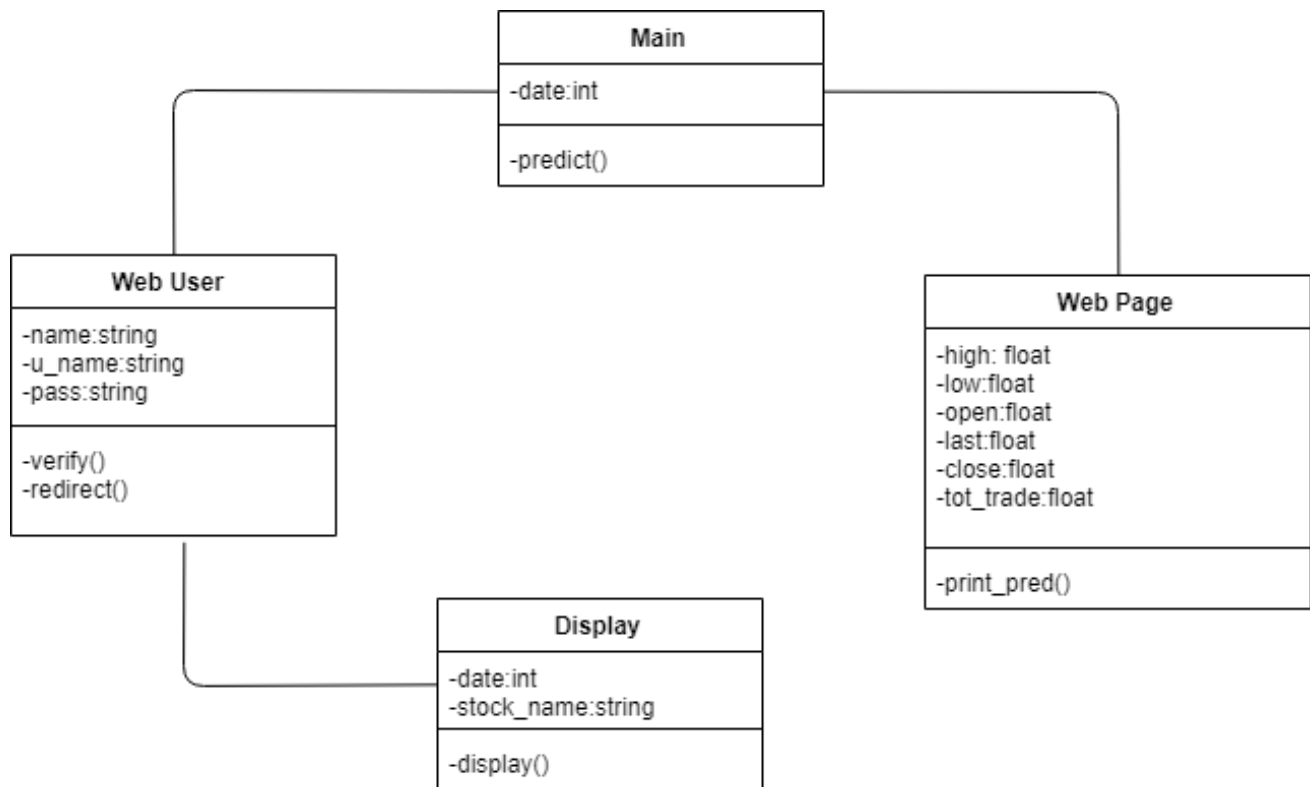 Main
-date:int
-predict()
Web User
-name:string
-u_name:string
-pass:string
-verify()
-redirect()
Web Page
-high: float
-low:float
-open:float
-last:float
-close:float
-tot_trade:float
-print_pred()
Display
-date:int
-stock_name:string
-display()